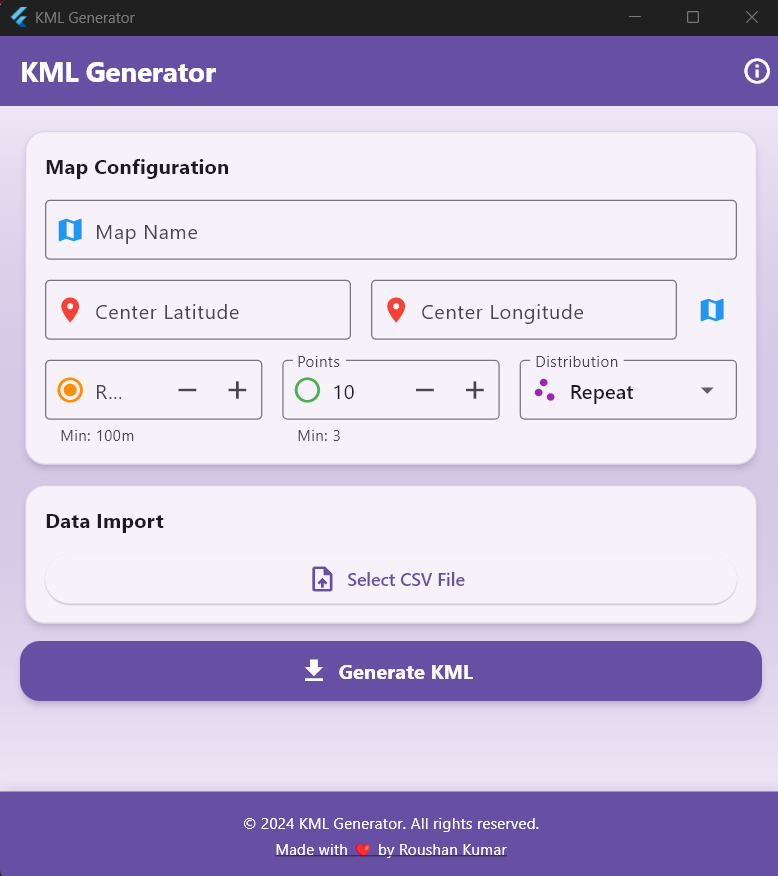 KML Generator
KML Generator
Map Configuration
Map Name
Center Latitude
Center Longitude
R...
Points
10
Distribution
Repeat
Min: 100m
Min: 3
Data Import
Select CSV File
Generate KML
© 2024 KML Generator. All rights reserved.
Made with ❤️ by Roushan Kumar